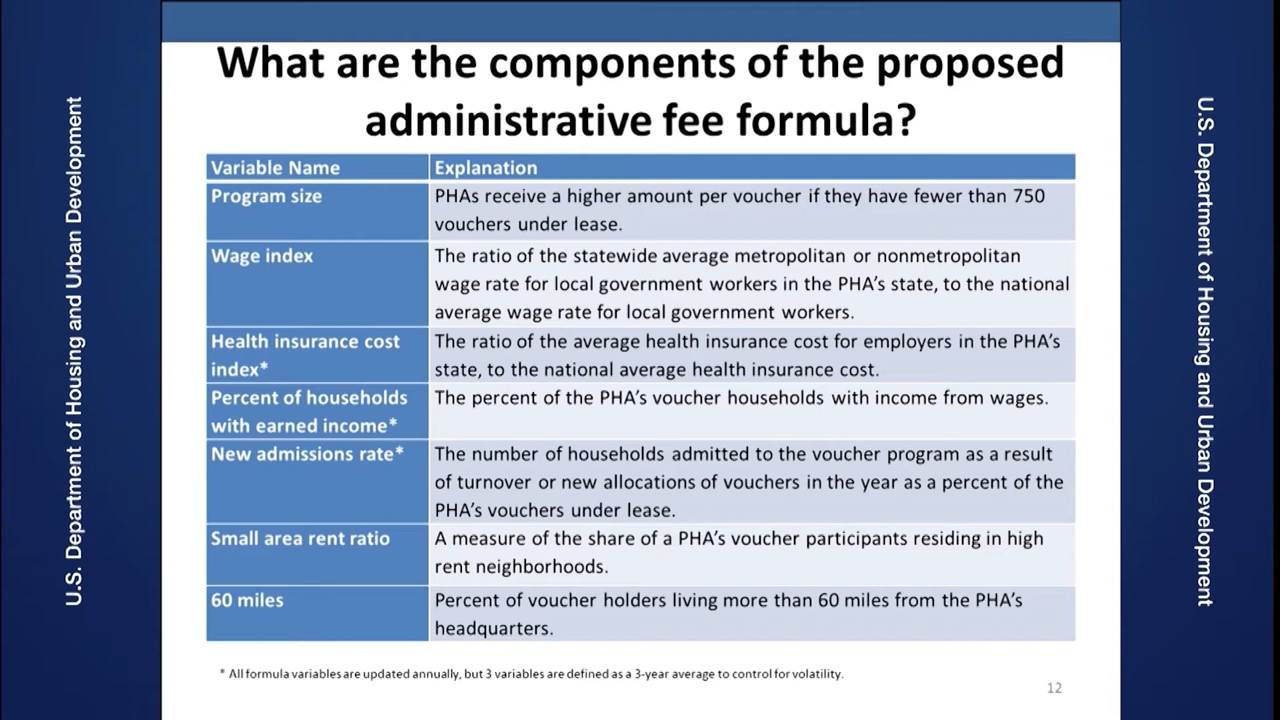 What are the components of the proposed
administrative fee formula?
Variable Name
Explanation
Program size
PHAs receive a higher amount per voucher if they have fewer than 750
vouchers under lease.
Wage index
The ratio of the statewide average metropolitan or nonmetropolitan
wage rate for local government workers in the PHA's state, to the national
average wage rate for local government workers.
Health insurance cost
index*
The ratio of the average health insurance cost for employers in the PHA's
state, to the national average health insurance cost.
Percent of households
with earned income*
The percent of the PHA's voucher households with income from wages.
New admissions rate*
The number of households admitted to the voucher program as a result
of turnover or new allocations of vouchers in the year as a percent of the
PHA's vouchers under lease.
Small area rent ratio
A measure of the share of a PHA's voucher participants residing in high
rent neighborhoods.
60 miles
Percent of voucher holders living more than 60 miles from the PHA's
headquarters.
* All formula variables are updated annually, but 3 variables are defined as a 3-year average to control for volatility.
12
U.S. Department of Housing and Urban Development
U.S. Department of Housing and Urban Development